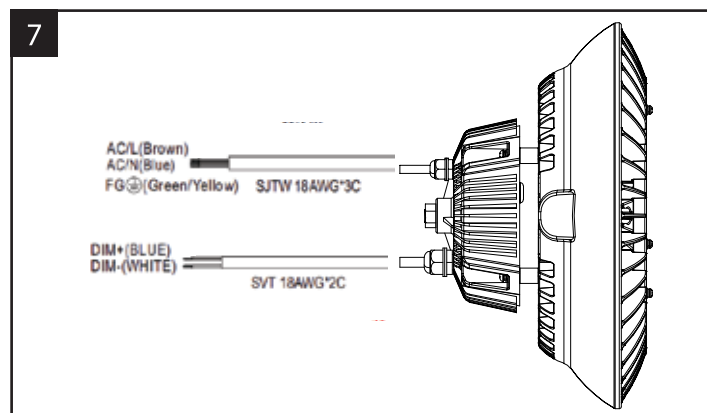 7
AC/L(Brown)
AC/N(Blue)
FG(Green/Yellow) SJTW 18AWG*3C
DIM+(BLUE)
DIM-(WHITE)
SVT 18AWG*2C